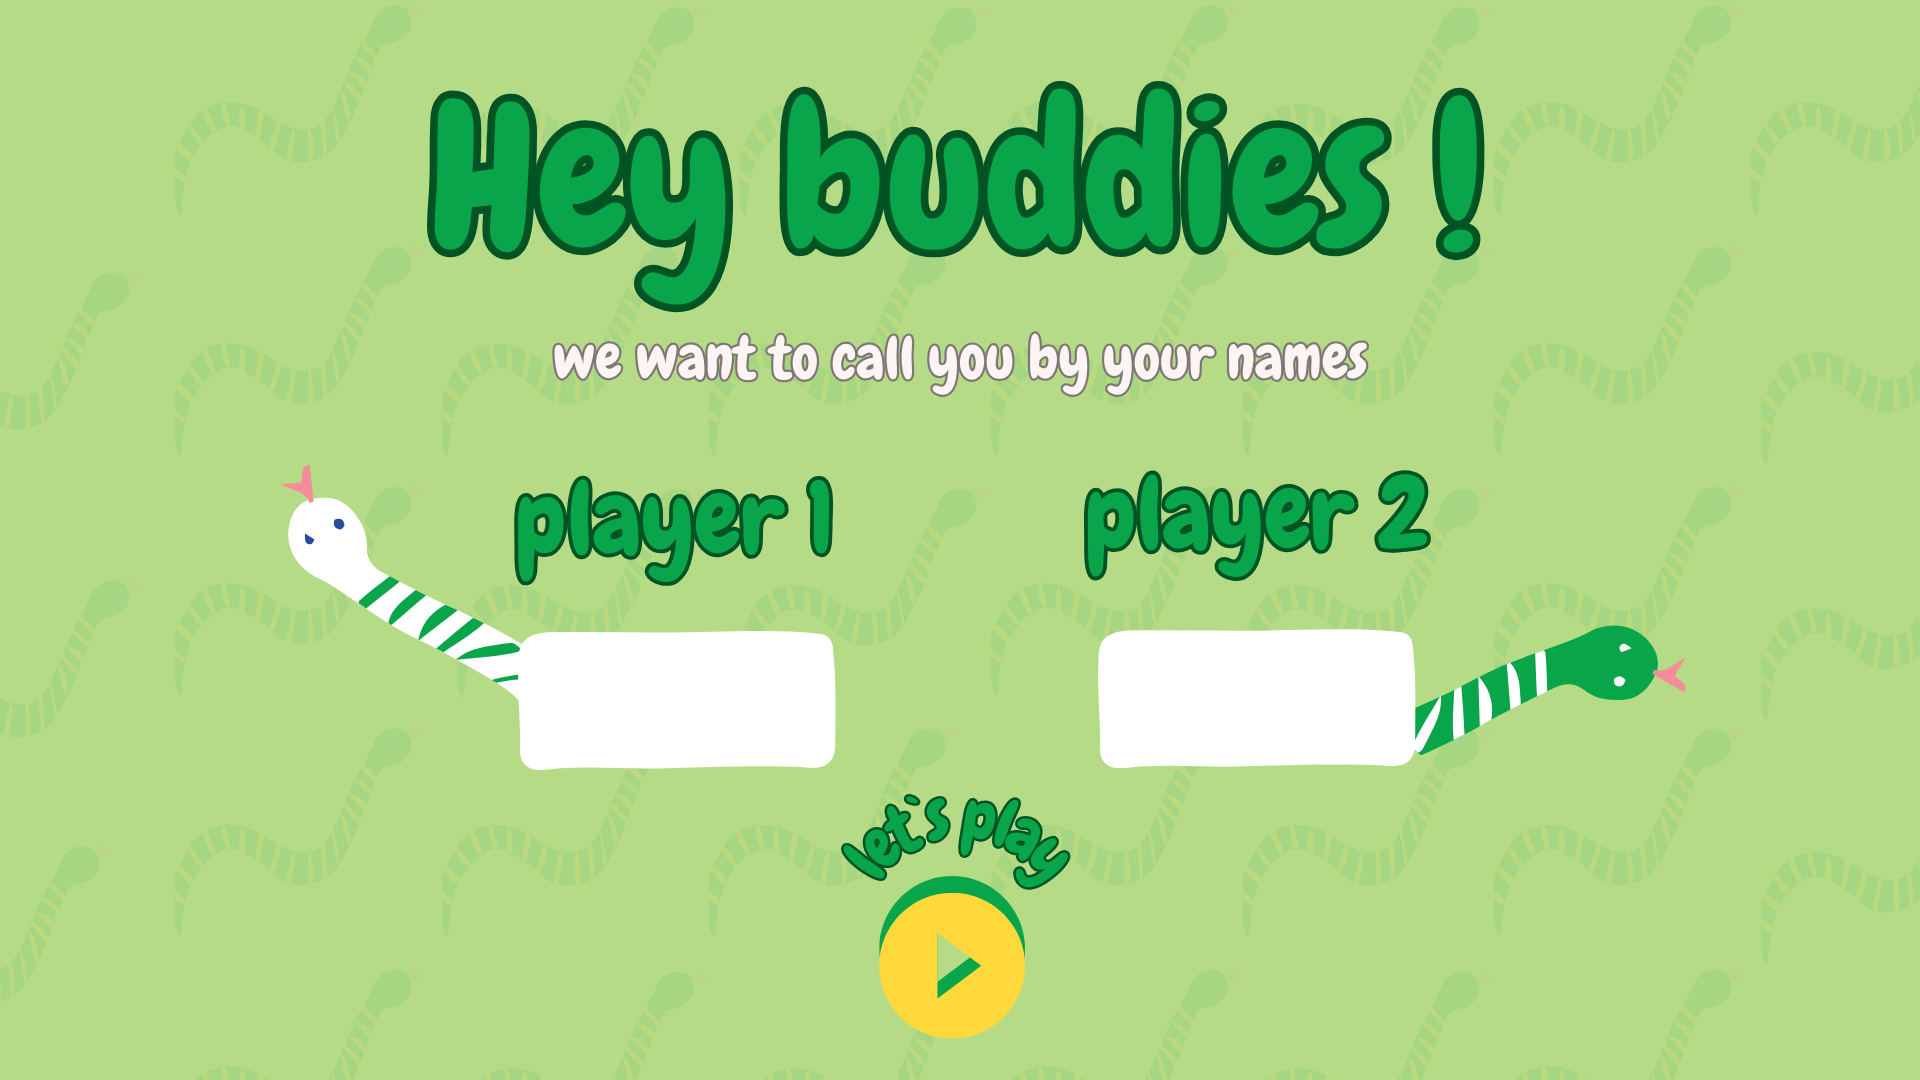 Hey buddies !
we want to call you by your names
player 1
player 2
let`s play